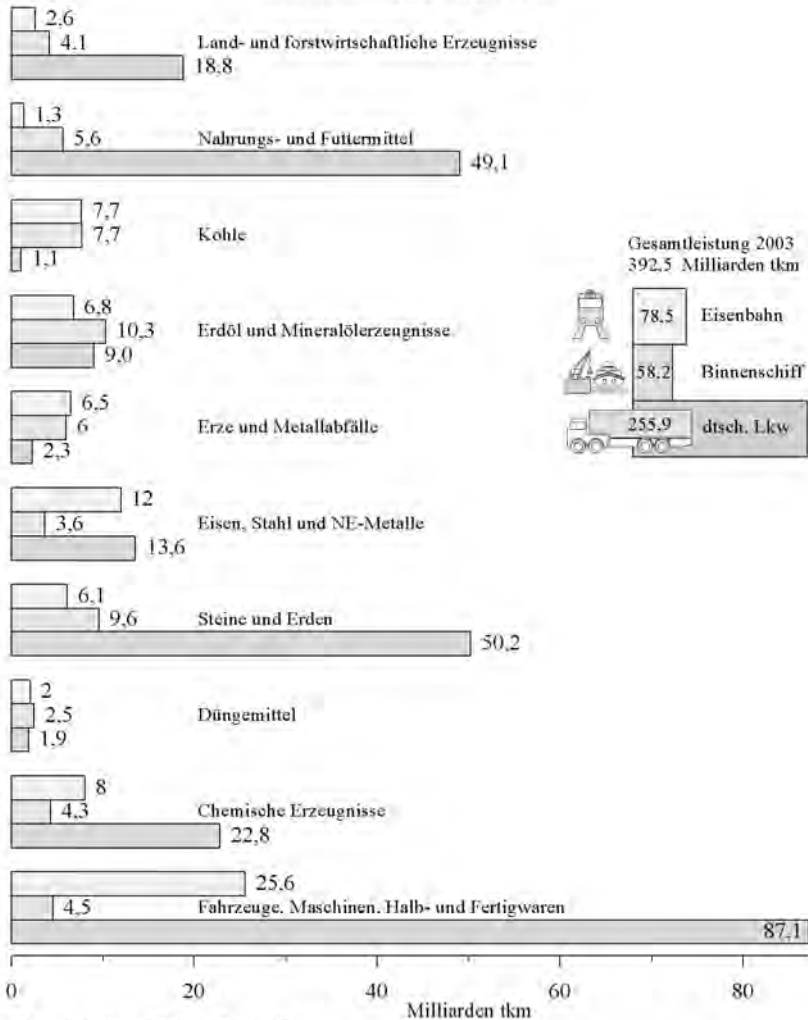 2,6
4,1 Land- und forstwirtschaftliche Erzeugnisse
18,8
1,3
5,6 Nahrungs- und Futtermittel
49,1
7,7
7,7 Kohle
1,1
Gesamtleistung 2003
392,5 Milliarden tkm
78,5 Eisenbahn
58,2 Binnenschiff
255,9 dtsch. Lkw
6,8
10,3 Erdöl und Mineralölerzeugnisse
9,0
6,5
6 Erze und Metallabfälle
2,3
12
3,6 Eisen, Stahl und NE-Metalle
13,6
6,1
9,6 Steine und Erden
50,2
2
2,5 Düngemittel
1,9
8
4,3 Chemische Erzeugnisse
22,8
25,6
4,5 Fahrzeuge, Maschinen, Halb- und Fertigwaren
87,1
0 20 40 60 80
Milliarden tkm